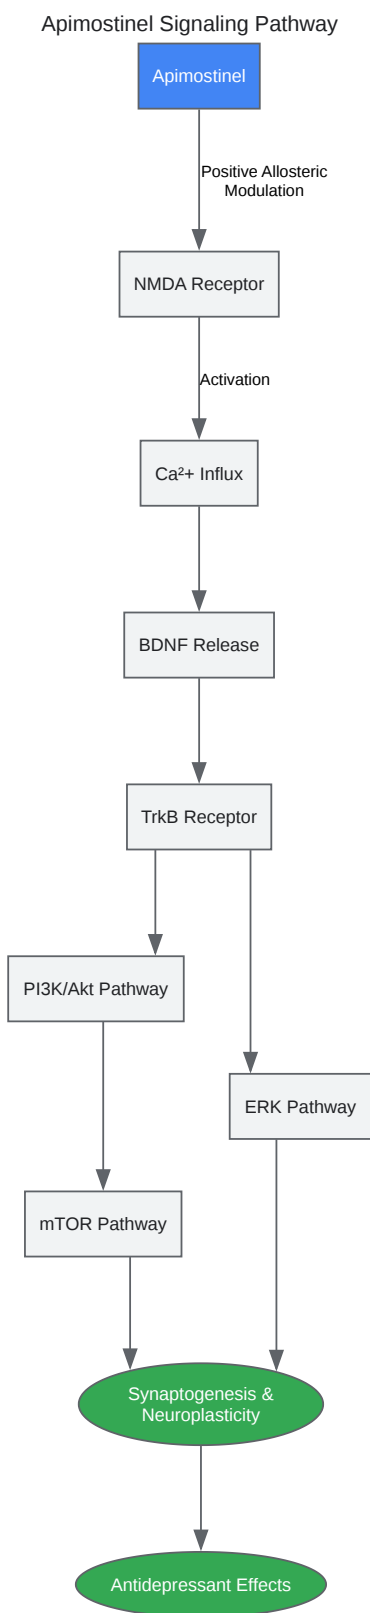 Apimostinel Signaling Pathway
Apimostinel
Positive Allosteric
Modulation
NMDA Receptor
Activation
Ca²+ Influx
BDNF Release
TrkB Receptor
PI3K/Akt Pathway
ERK Pathway
mTOR Pathway
Synaptogenesis &
Neuroplasticity
Antidepressant Effects